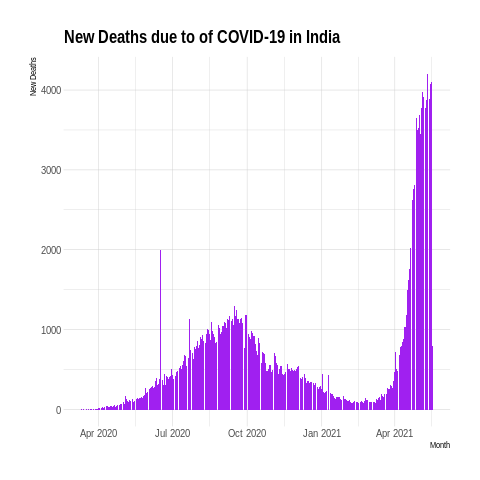 New Deaths due to of COVID-19 in India
New Deaths
4000
3000
2000
1000
0
Apr 2020 Jul 2020 Oct 2020 Jan 2021 Apr 2021
Month